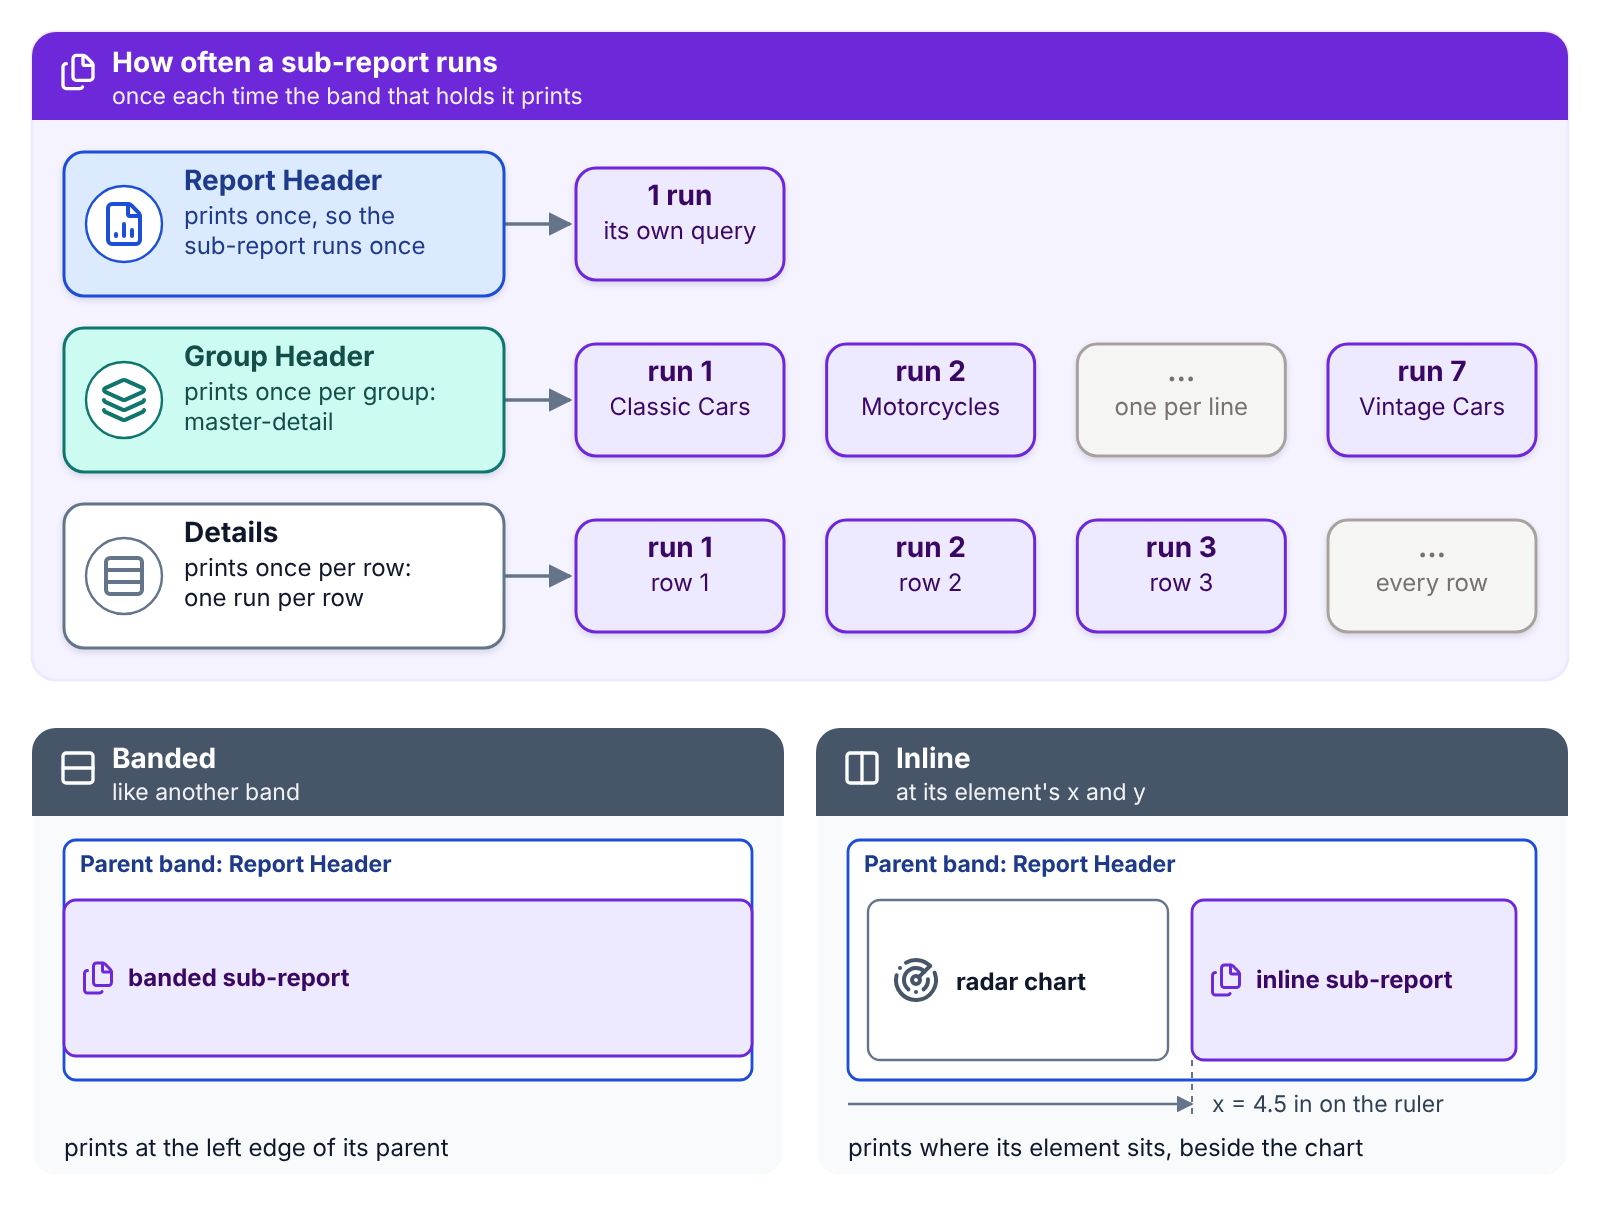 How often a sub-report runs
once each time the band that holds it prints
Report Header
prints once, so the
sub-report runs once
1 run
its own query
Group Header
prints once per group:
master-detail
run 1
Classic Cars
run 2
Motorcycles
...
one per line
run 7
Vintage Cars
Details
prints once per row:
one run per row
run 1
row 1
run 2
row 2
run 3
row 3
...
every row
Banded
like another band
Parent band: Report Header
banded sub-report
prints at the left edge of its parent
Inline
at its element's x and y
Parent band: Report Header
radar chart
inline sub-report
x = 4.5 in on the ruler
prints where its element sits, beside the chart